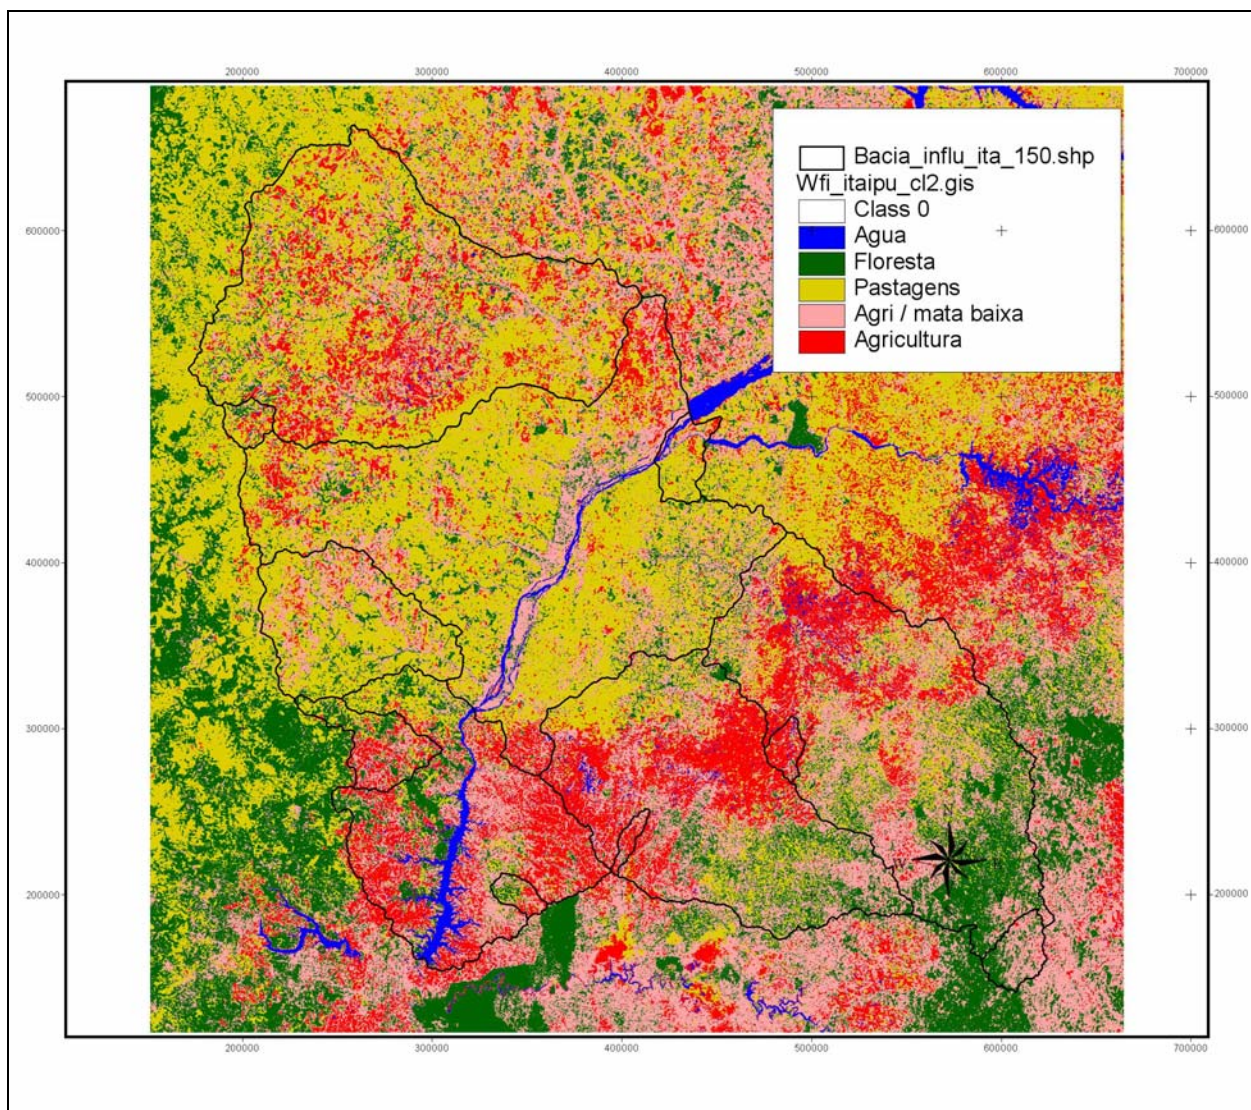 200000 300000 400000 500000 600000 700000
Bacia_influ_ita_150.shp
Wfi_itaipu_cl2.gis
Class 0
Agua
Floresta
Pastagens
Agri / mata baixa
Agricultura
600000 600000
500000 500000
400000 400000
300000 300000
N
W
200000 200000
200000 300000 400000 500000 600000 700000